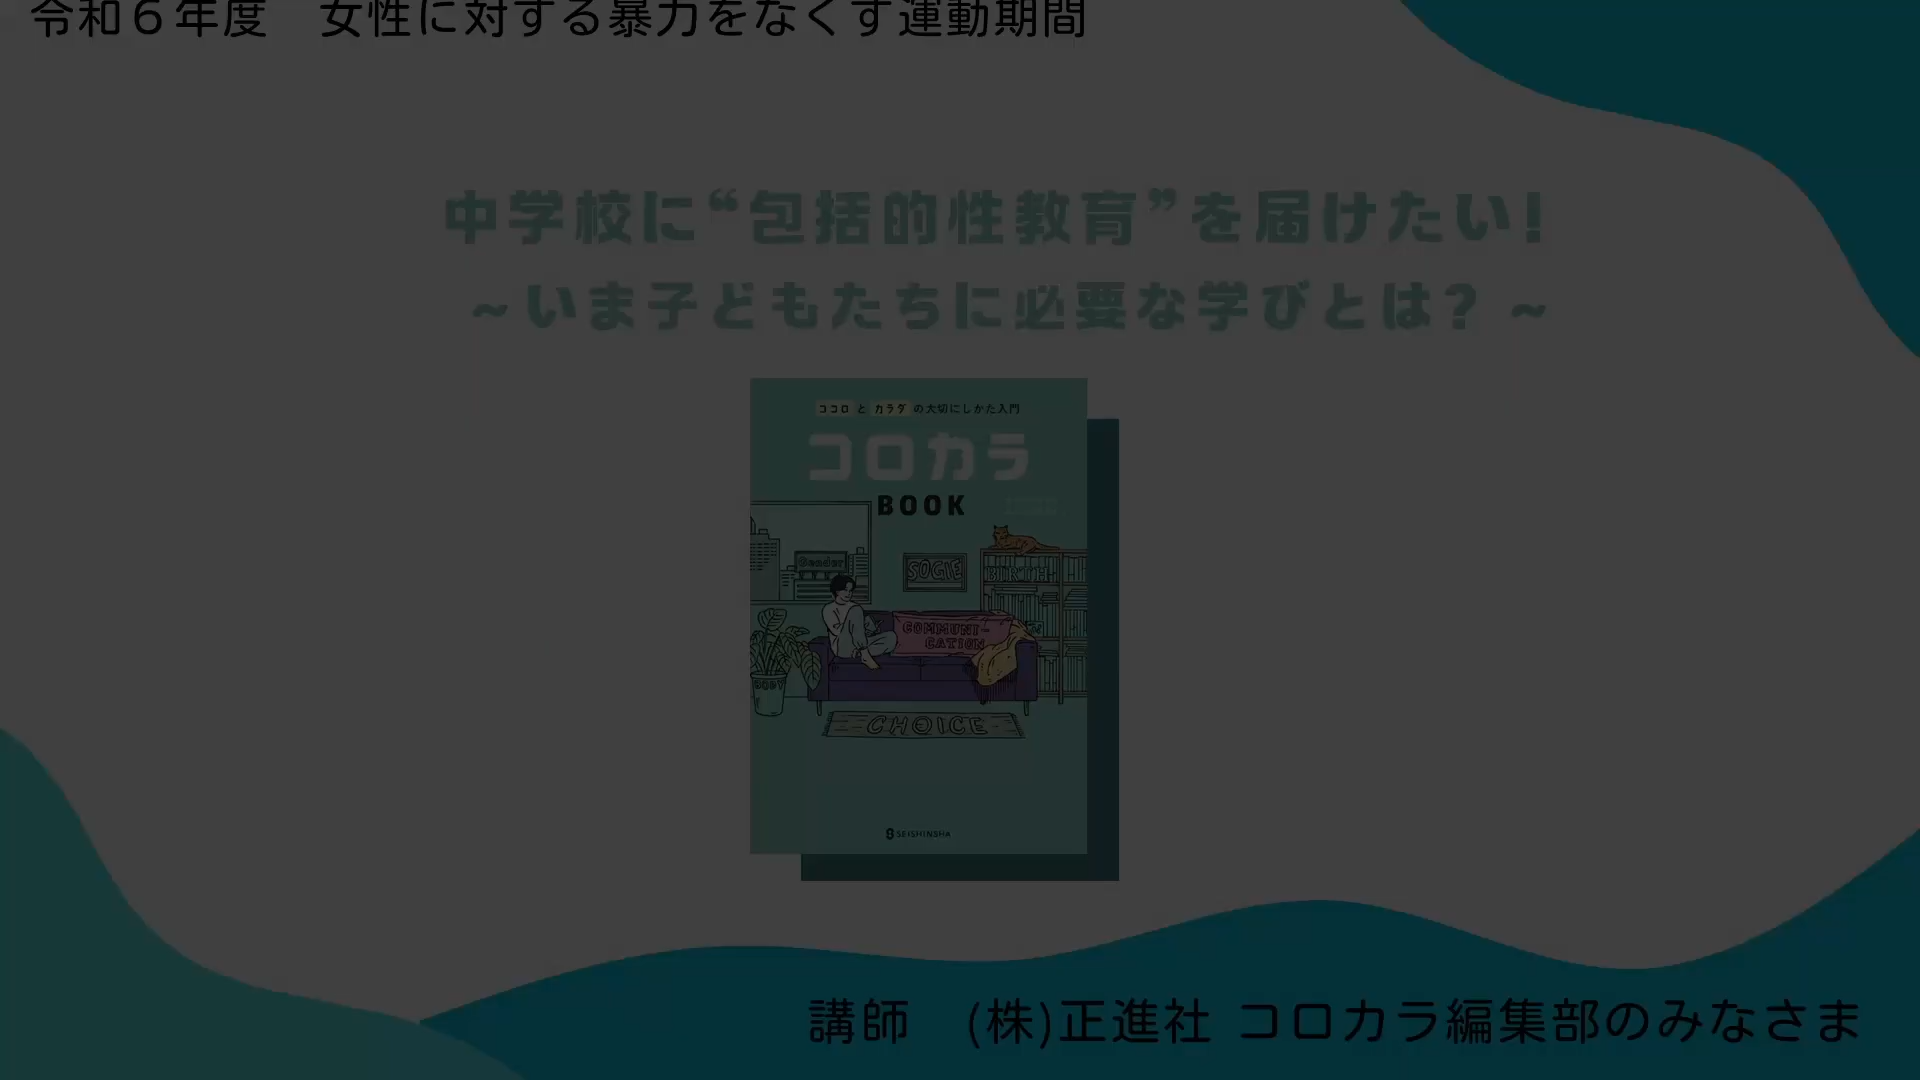 令和６年度　女性に対する暴力をなくす運動期間
中学校に“包括的性教育”を届けたい！
~いま子どもたちに必要な学びとは？~
ココロ と カラダ の大切にしかた入門
コロカラ
BOOK
Gender
SOGIE
BIRTH
COMMUNI-
CATION
BODY
CHOICE
SEISHINSHA
講師　(株)正進社 コロカラ編集部のみなさま